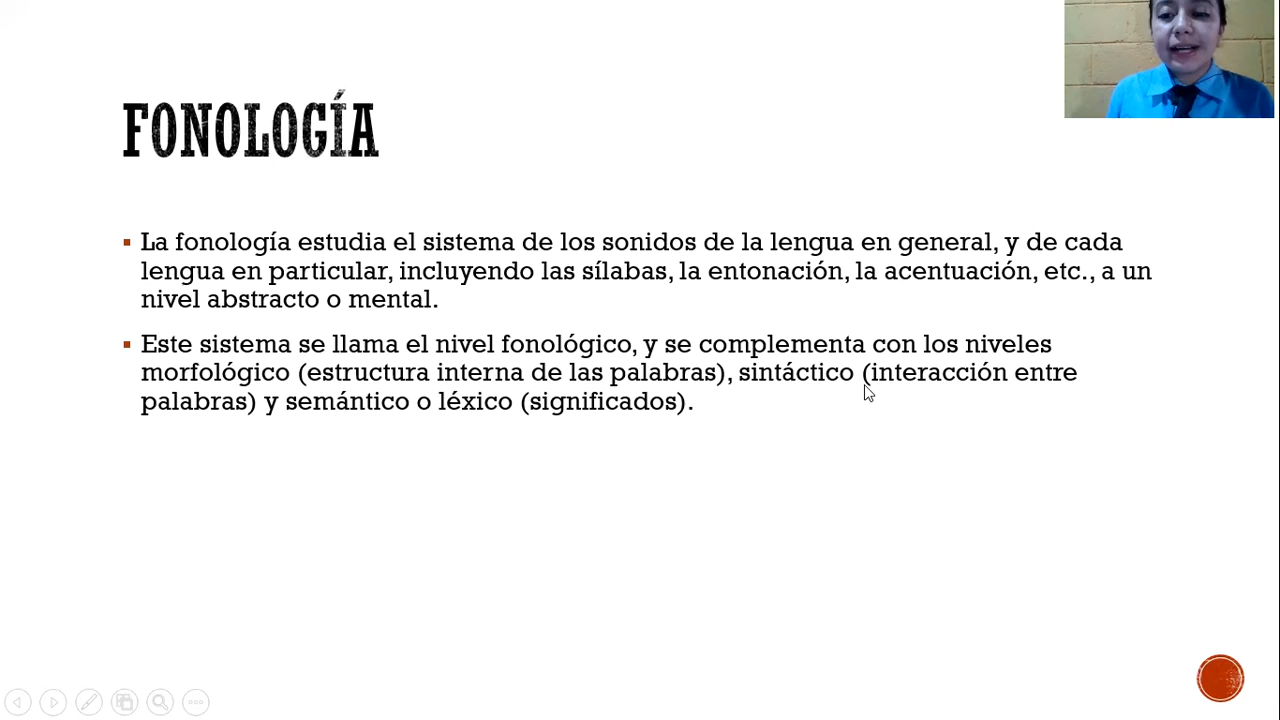 FONOLOGÍA
La fonología estudia el sistema de los sonidos de la lengua en general, y de cada
lengua en particular, incluyendo las sílabas, la entonación, la acentuación, etc., a un
nivel abstracto o mental.
Este sistema se llama el nivel fonológico, y se complementa con los niveles
morfológico (estructura interna de las palabras), sintáctico (interacción entre
palabras) y semántico o léxico (significados).